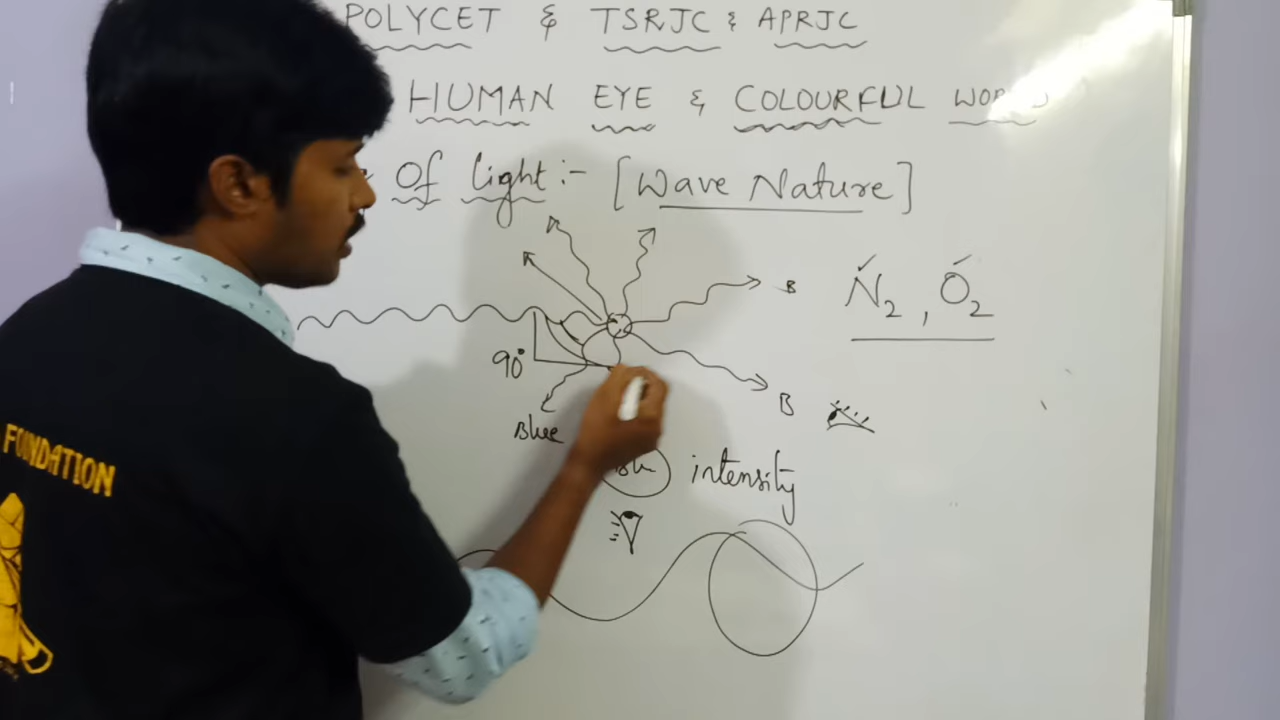 POLYCET & TSRJC & APRJC
HUMAN EYE & COLOURFUL
Of light :- [Wave Nature]
B
N2, O2
90°
B
Blue
intensity
FOUNDATION